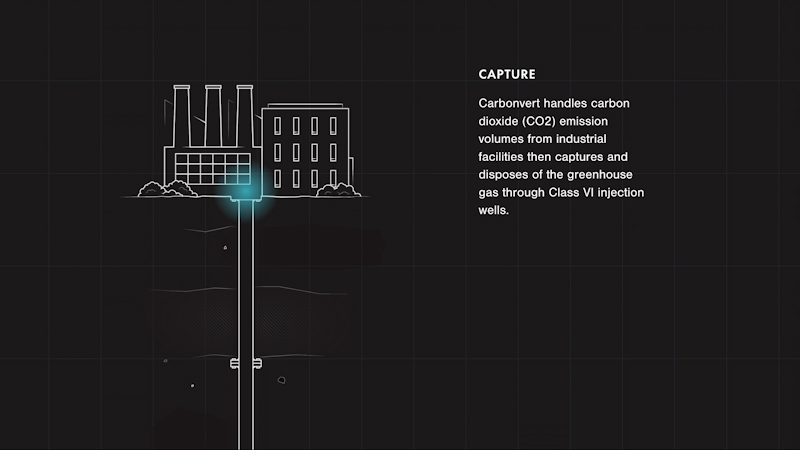 CAPTURE
Carbonvert handles carbon
dioxide (CO2) emission
volumes from industrial
facilities then captures and
disposes of the greenhouse
gas through Class VI injection
wells.